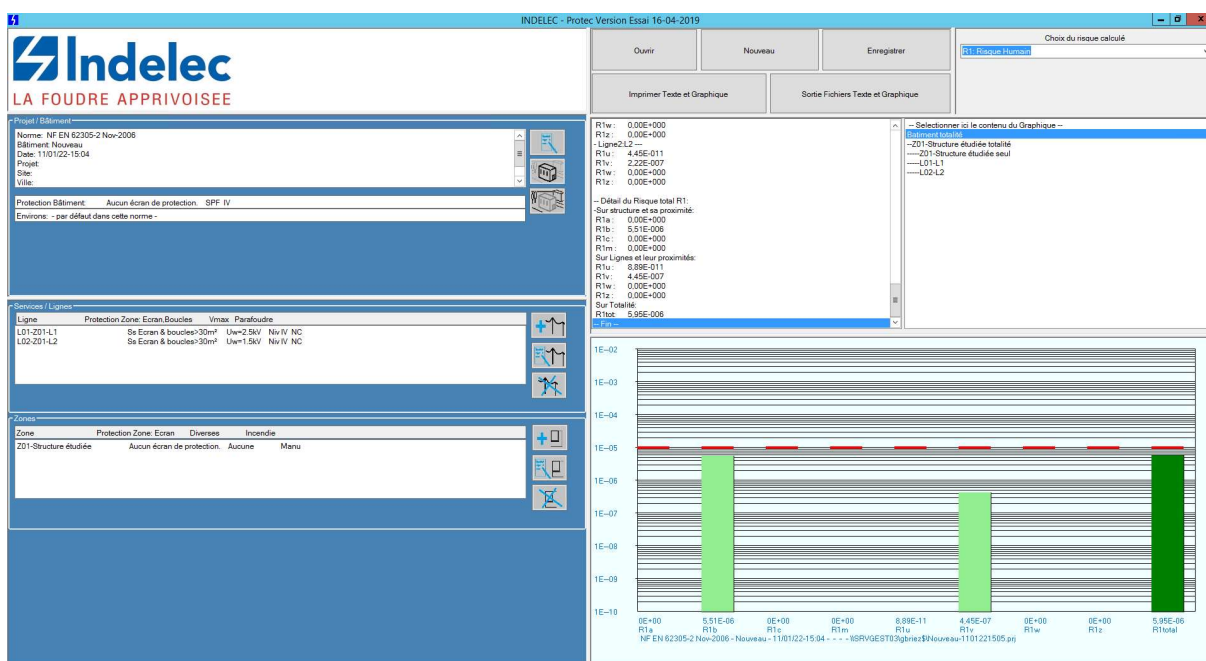 INDELEC - Protec Version Essai 16-04-2019
Indelec
LA FOUDRE APPRIVOISEE
Ouvrir
Nouveau
Enregistrer
Imprimer Texte et Graphique
Sortie Fichiers Texte et Graphique
Choix du risque calculé
R1: Risque Humain
Projet / Bâtiment
Norme: NF EN 62305-2 Nov-2006
Bâtiment: Nouveau
Date: 11/01/22-15:04
Projet:
Site:
Ville:
Protection Bâtiment: Aucun écran de protection. SPF IV
Environs: - par défaut dans cette norme -
Services / Lignes
Ligne Protection Zone: Ecran,Boucles Vmax Parafoudre
L01-Z01-L1 Ss Ecran & boucles>30m² Uw=2.5kV Niv IV NC
L02-Z01-L2 Ss Ecran & boucles>30m² Uw=1.5kV Niv IV NC
Zones
Zone Protection Zone: Ecran Diverses Incendie
Z01-Structure étudiée Aucun écran de protection. Aucune Manu
R1w: 0,00E+000
R1z: 0,00E+000
- Ligne2:L2 ---
R1u: 4,45E-011
R1v: 2,22E-007
R1w: 0,00E+000
R1z: 0,00E+000
-- Détail du Risque total R1:
-Sur structure et sa proximité:
R1a: 0,00E+000
R1b: 5,51E-006
R1c: 0,00E+000
R1m: 0,00E+000
Sur Lignes et leur proximités:
R1u: 8,89E-011
R1v: 4,45E-007
R1w: 0,00E+000
R1z: 0,00E+000
Sur Totalité:
R1tot: 5,95E-006
-- Fin --
-- Selectionner ici le contenu du Graphique --
Batiment totalité
--Z01-Structure étudiée totalité
-----Z01-Structure étudiée seul
-----L01-L1
-----L02-L2
1E-02
1E-03
1E-04
1E-05
1E-06
1E-07
1E-08
1E-09
1E-10
0E+00 5,51E-06 0E+00 0E+00 8,89E-11 4,45E-07 0E+00 0E+00 5,95E-06
R1a R1b R1c R1m R1u R1v R1w R1z R1total
NF EN 62305-2 Nov-2006 - Nouveau - 11/01/22-15:04 - - - - \\SRVGEST03\gbriez$\Nouveau-1101221505.prj